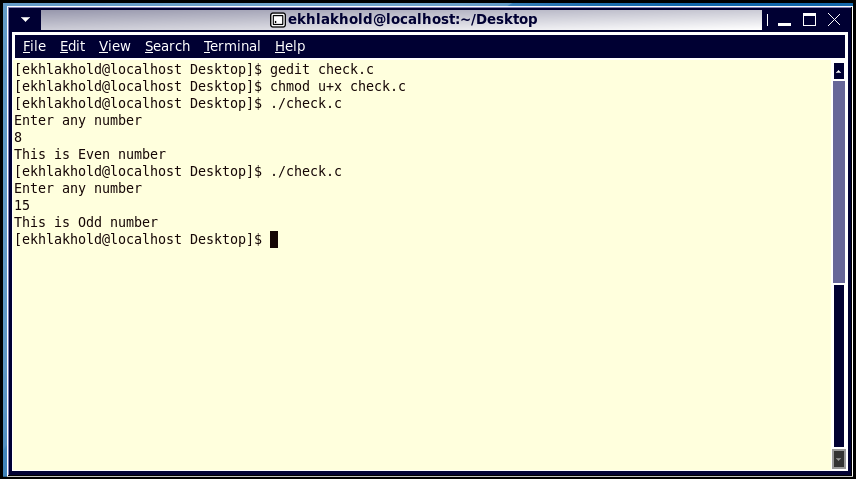 ekhlakhold@localhost:~/Desktop
File Edit View Search Terminal Help
[ekhlakhold@localhost Desktop]$ gedit check.c
[ekhlakhold@localhost Desktop]$ chmod u+x check.c
[ekhlakhold@localhost Desktop]$ ./check.c
Enter any number
8
This is Even number
[ekhlakhold@localhost Desktop]$ ./check.c
Enter any number
15
This is Odd number
[ekhlakhold@localhost Desktop]$